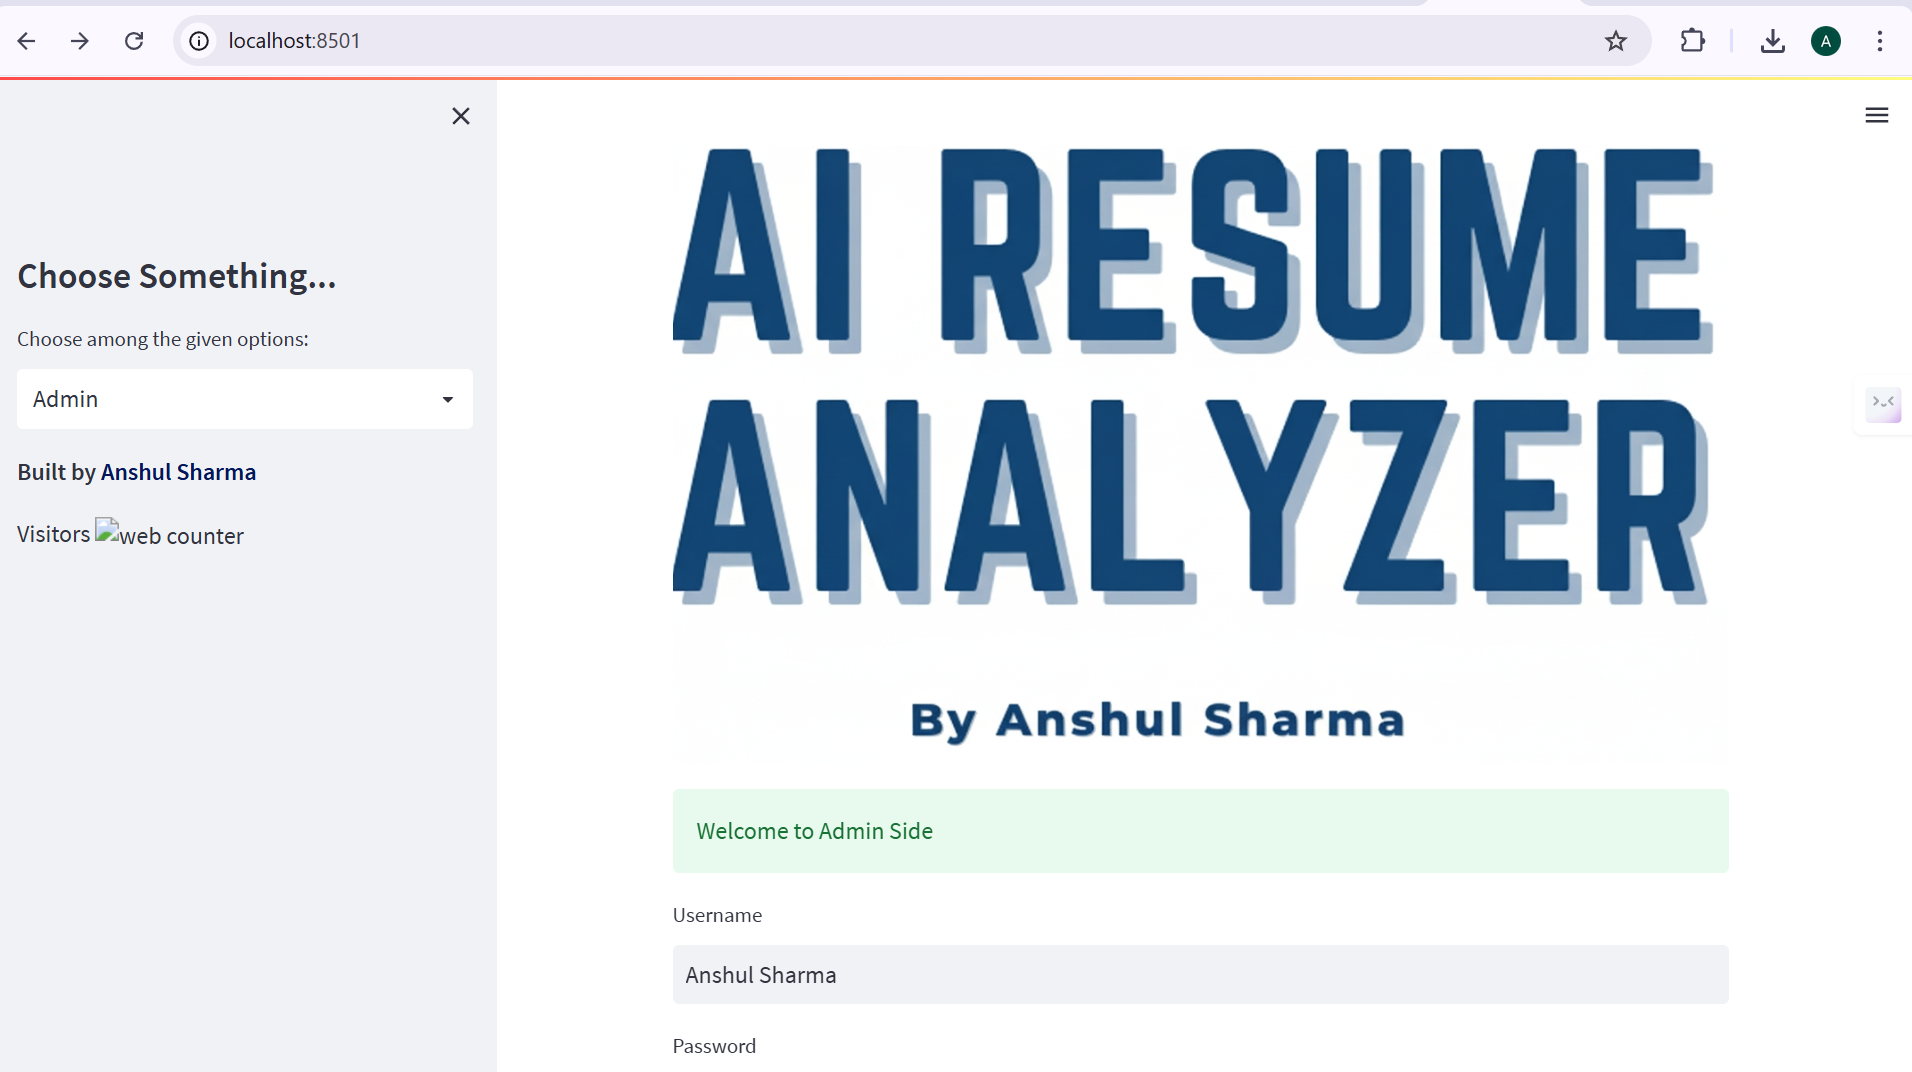 localhost:8501
A
Choose Something...
Choose among the given options:
Admin
Built by Anshul Sharma
Visitors web counter
AI RESUME
ANALYZER
By Anshul Sharma
Welcome to Admin Side
Username
Anshul Sharma
Password